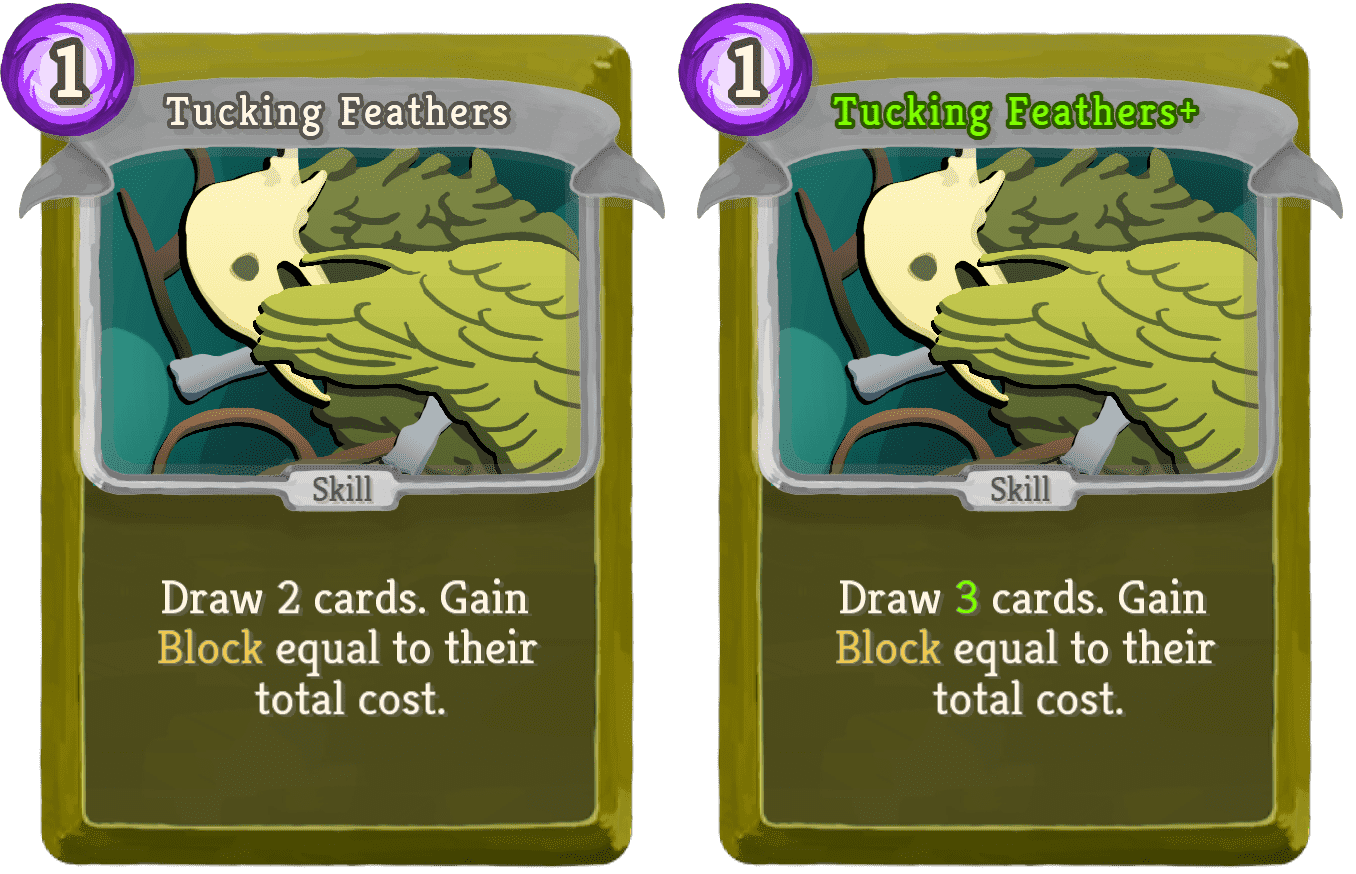 1
Tucking Feathers
Skill
Draw 2 cards. Gain
Block equal to their
total cost.
1
Tucking Feathers+
Skill
Draw 3 cards. Gain
Block equal to their
total cost.